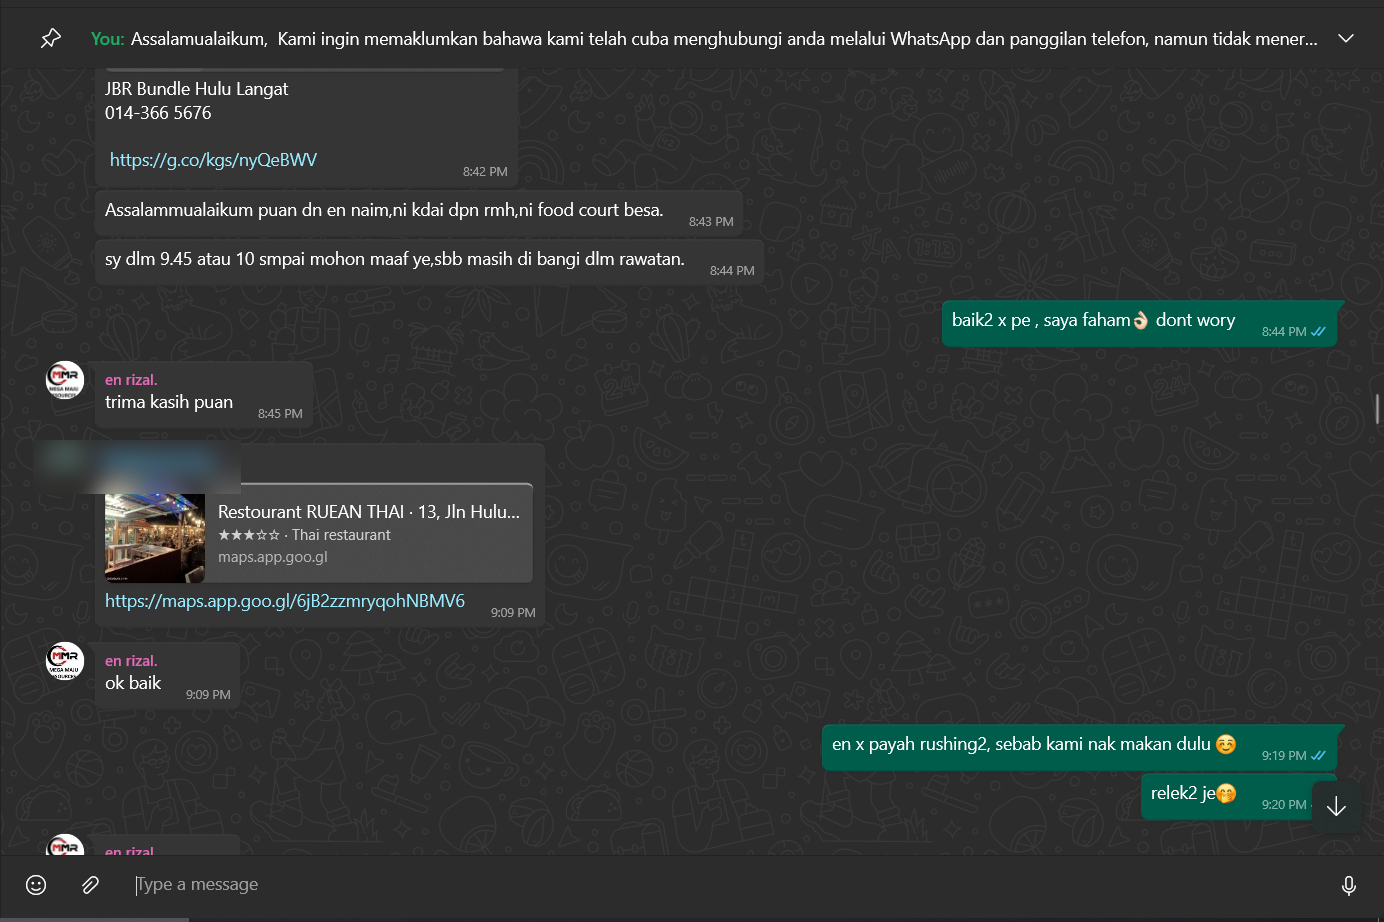 You: Assalamualaikum, Kami ingin memaklumkan bahawa kami telah cuba menghubungi anda melalui WhatsApp dan panggilan telefon, namun tidak mener...
JBR Bundle Hulu Langat
014-366 5676
https://g.co/kgs/nyQeBWV
8:42 PM
Assalammualaikum puan dn en naim,ni kdai dpn rmh,ni food court besa.
8:43 PM
sy dlm 9.45 atau 10 smpai mohon maaf ye,sbb masih di bangi dlm rawatan.
8:44 PM
baik2 x pe , saya faham👌🏻 dont wory
8:44 PM
MMR
MEGA MAJU
en rizal.
trima kasih puan
8:45 PM
Restourant RUEAN THAI · 13, Jln Hulu...
★★★☆☆ · Thai restaurant
maps.app.goo.gl
https://maps.app.goo.gl/6jB2zzmryqohNBMV6
9:09 PM
MMR
MEGA MAJU
en rizal.
ok baik
9:09 PM
en x payah rushing2, sebab kami nak makan dulu ☺️
9:19 PM
relek2 je🤭
9:20 PM
MMR
en rizal.
Type a message